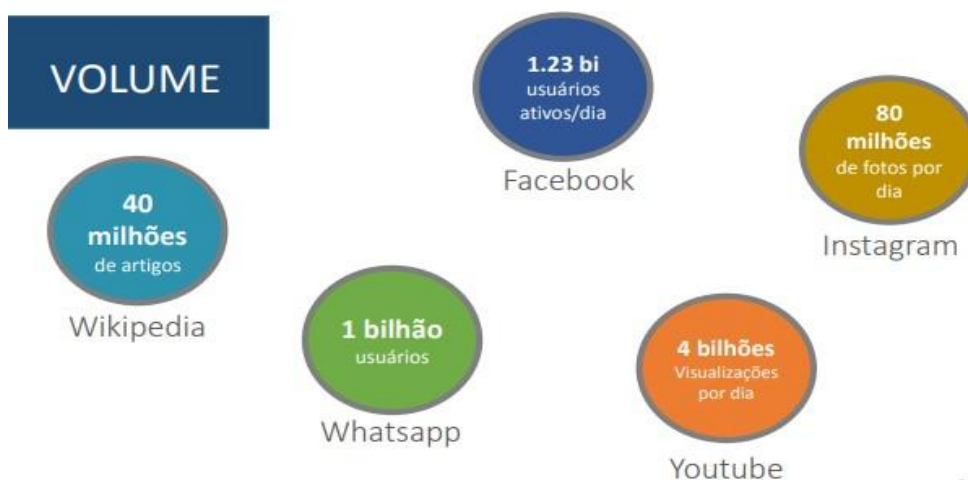 VOLUME
1.23 bi
usuários
ativos/dia
Facebook
80
milhões
de fotos por
dia
Instagram
40
milhões
de artigos
Wikipedia
1 bilhão
usuários
Whatsapp
4 bilhões
Visualizações
por dia
Youtube